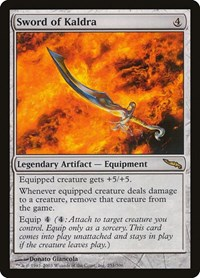 Sword of Kaldra 4
Legendary Artifact — Equipment
Equipped creature gets +5/+5.
Whenever equipped creature deals damage
to a creature, remove that creature from
the game.
Equip 4 (4: Attach to target creature you
control. Equip only as a sorcery. This card
comes into play unattached and stays in play
if the creature leaves play.)
Donato Giancola